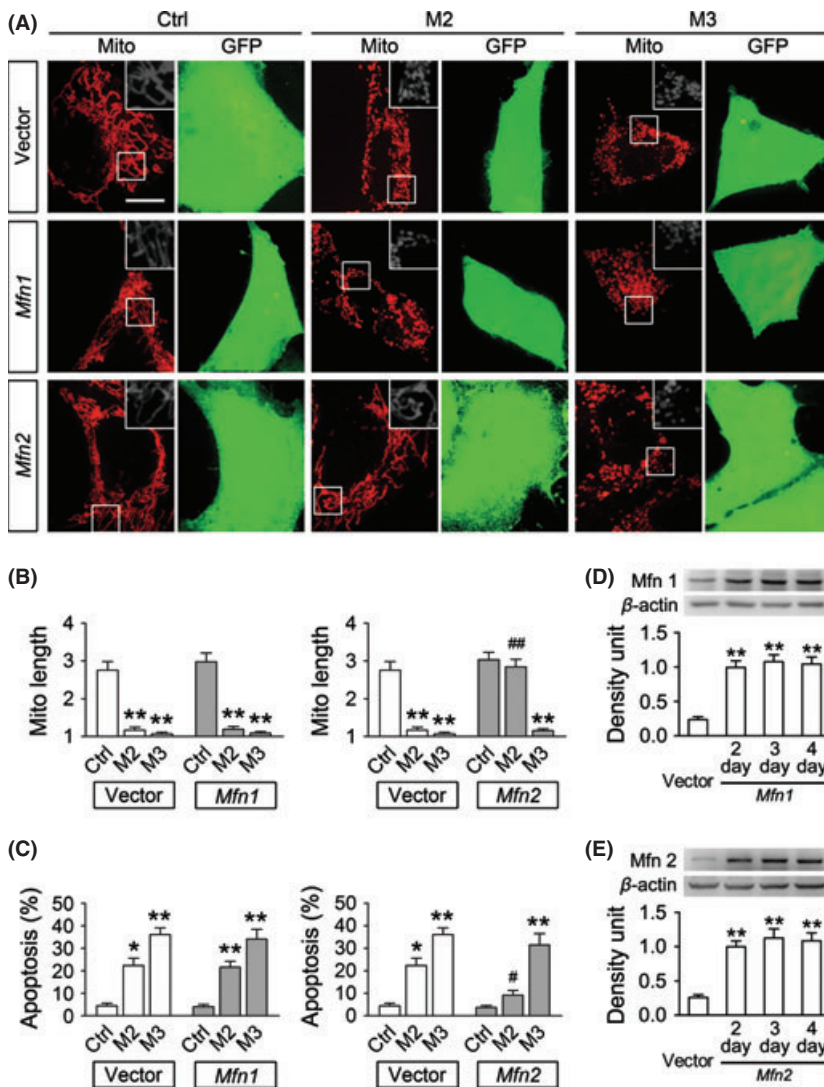 (A)
Ctrl M2 M3
Mito GFP Mito GFP Mito GFP
Vector
Mfn1
Mfn2
(B)
Mito length
4
3
2
1
** ** ** **
Ctrl M2 M3 Ctrl M2 M3
Vector Mfn1
Mito length
4
3
2
1
** ** ## **
Ctrl M2 M3 Ctrl M2 M3
Vector Mfn2
(C)
Apoptosis (%)
50
40
30
20
10
0
* ** ** **
Ctrl M2 M3 Ctrl M2 M3
Vector Mfn1
Apoptosis (%)
50
40
30
20
10
0
* ** # **
Ctrl M2 M3 Ctrl M2 M3
Vector Mfn2
(D)
Mfn 1
β-actin
Density unit
1.5
1.0
0.5
0.0
** ** **
2 3 4
day day day
Vector
Mfn1
(E)
Mfn 2
β-actin
Density unit
1.5
1.0
0.5
0.0
** ** **
2 3 4
day day day
Vector
Mfn2